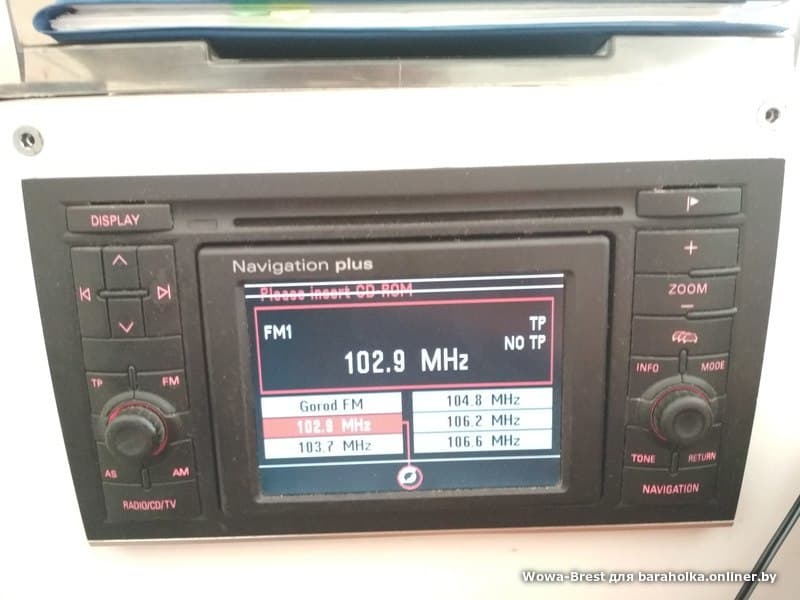 DISPLAY
Navigation plus
+
ZOOM
−
Please insert CD-ROM
FM1
TP
NO TP
102.9 MHz
Gorod FM
102.9 MHz
103.7 MHz
104.8 MHz
106.2 MHz
106.6 MHz
TP
FM
AS
AM
RADIO/CD/TV
INFO
MODE
TONE
RETURN
NAVIGATION
Wowa-Brest для baraholka.onliner.by